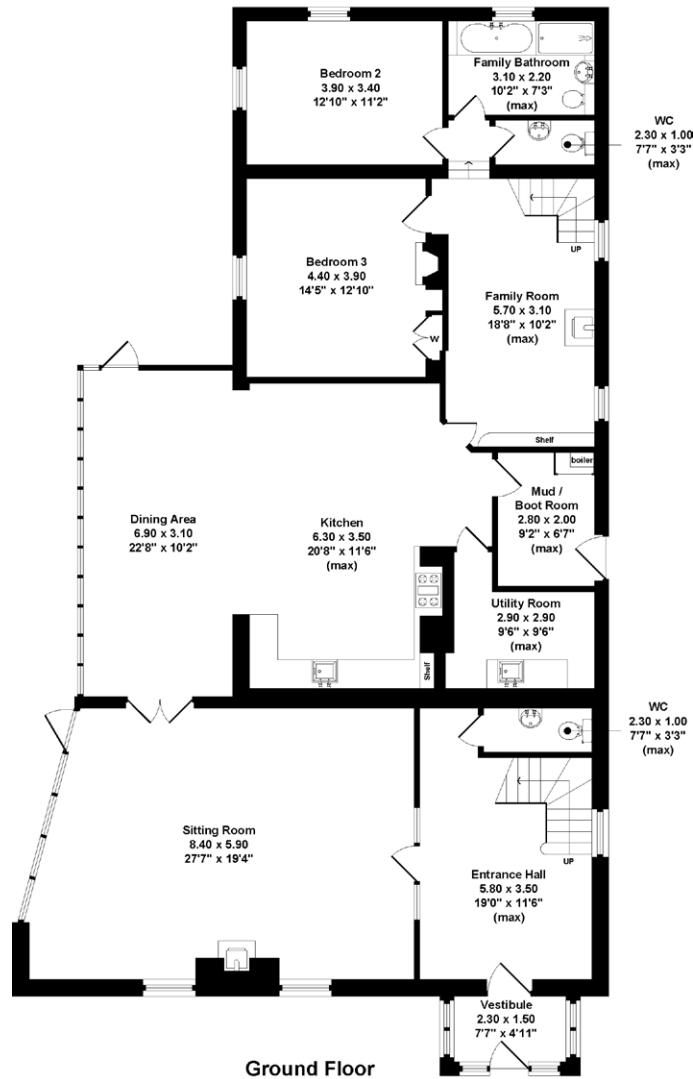 Bedroom 2
3.90 x 3.40
12'10" x 11'2"
Family Bathroom
3.10 x 2.20
10'2" x 7'3"
(max)
WC
2.30 x 1.00
7'7" x 3'3"
(max)
Bedroom 3
4.40 x 3.90
14'5" x 12'10"
W
UP
Family Room
5.70 x 3.10
18'8" x 10'2"
(max)
Shelf
boiler
Mud /
Boot Room
2.80 x 2.00
9'2" x 6'7"
(max)
Dining Area
6.90 x 3.10
22'8" x 10'2"
Kitchen
6.30 x 3.50
20'8" x 11'6"
(max)
Utility Room
2.90 x 2.90
9'6" x 9'6"
(max)
Shelf
WC
2.30 x 1.00
7'7" x 3'3"
(max)
Sitting Room
8.40 x 5.90
27'7" x 19'4"
UP
Entrance Hall
5.80 x 3.50
19'0" x 11'6"
(max)
Vestibule
2.30 x 1.50
7'7" x 4'11"
Ground Floor